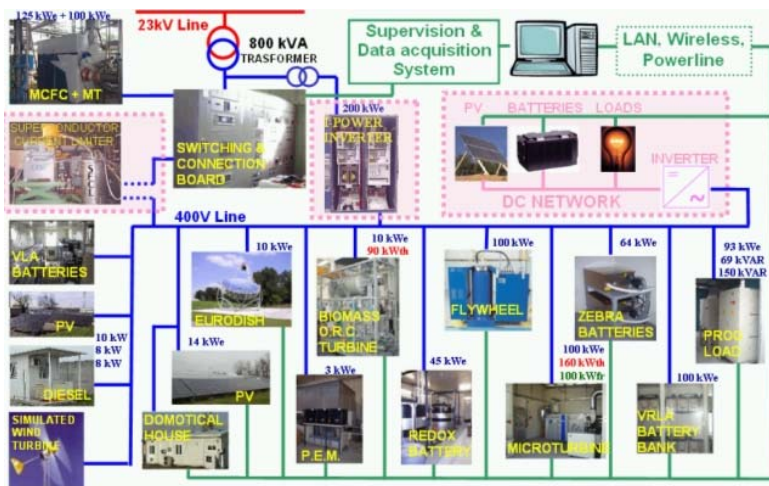 125 kWe + 100 kWe
MCFC + MT
23kV Line
800 kVA
TRASFORMER
Supervision &
Data acquisition
System
LAN, Wireless,
Powerline
SUPERCONDUCTOR
CURRENT LIMITER
SWITCHING &
CONNECTION
BOARD
200 kWe
I-POWER
INVERTER
PV
BATTERIES
LOADS
INVERTER
DC NETWORK
400V Line
VLA
BATTERIES
PV
10 kW
8 kW
8 kW
DIESEL
SIMULATED
WIND
TURBINE
10 kWe
EURODISH
14 kWe
PV
DOMOTICAL
HOUSE
10 kWe
90 kWth
BIOMASS
O.R.C.
TURBINE
3 kWe
P.E.M.
45 kWe
REDOX
BATTERY
100 kWe
FLYWHEEL
100 kWe
160 kWth
100 kWfr
MICROTURBINE
64 kWe
ZEBRA
BATTERIES
100 kWe
VRLA
BATTERY
BANK
93 kWe
69 kVAR
150 kVAR
PROG
LOAD